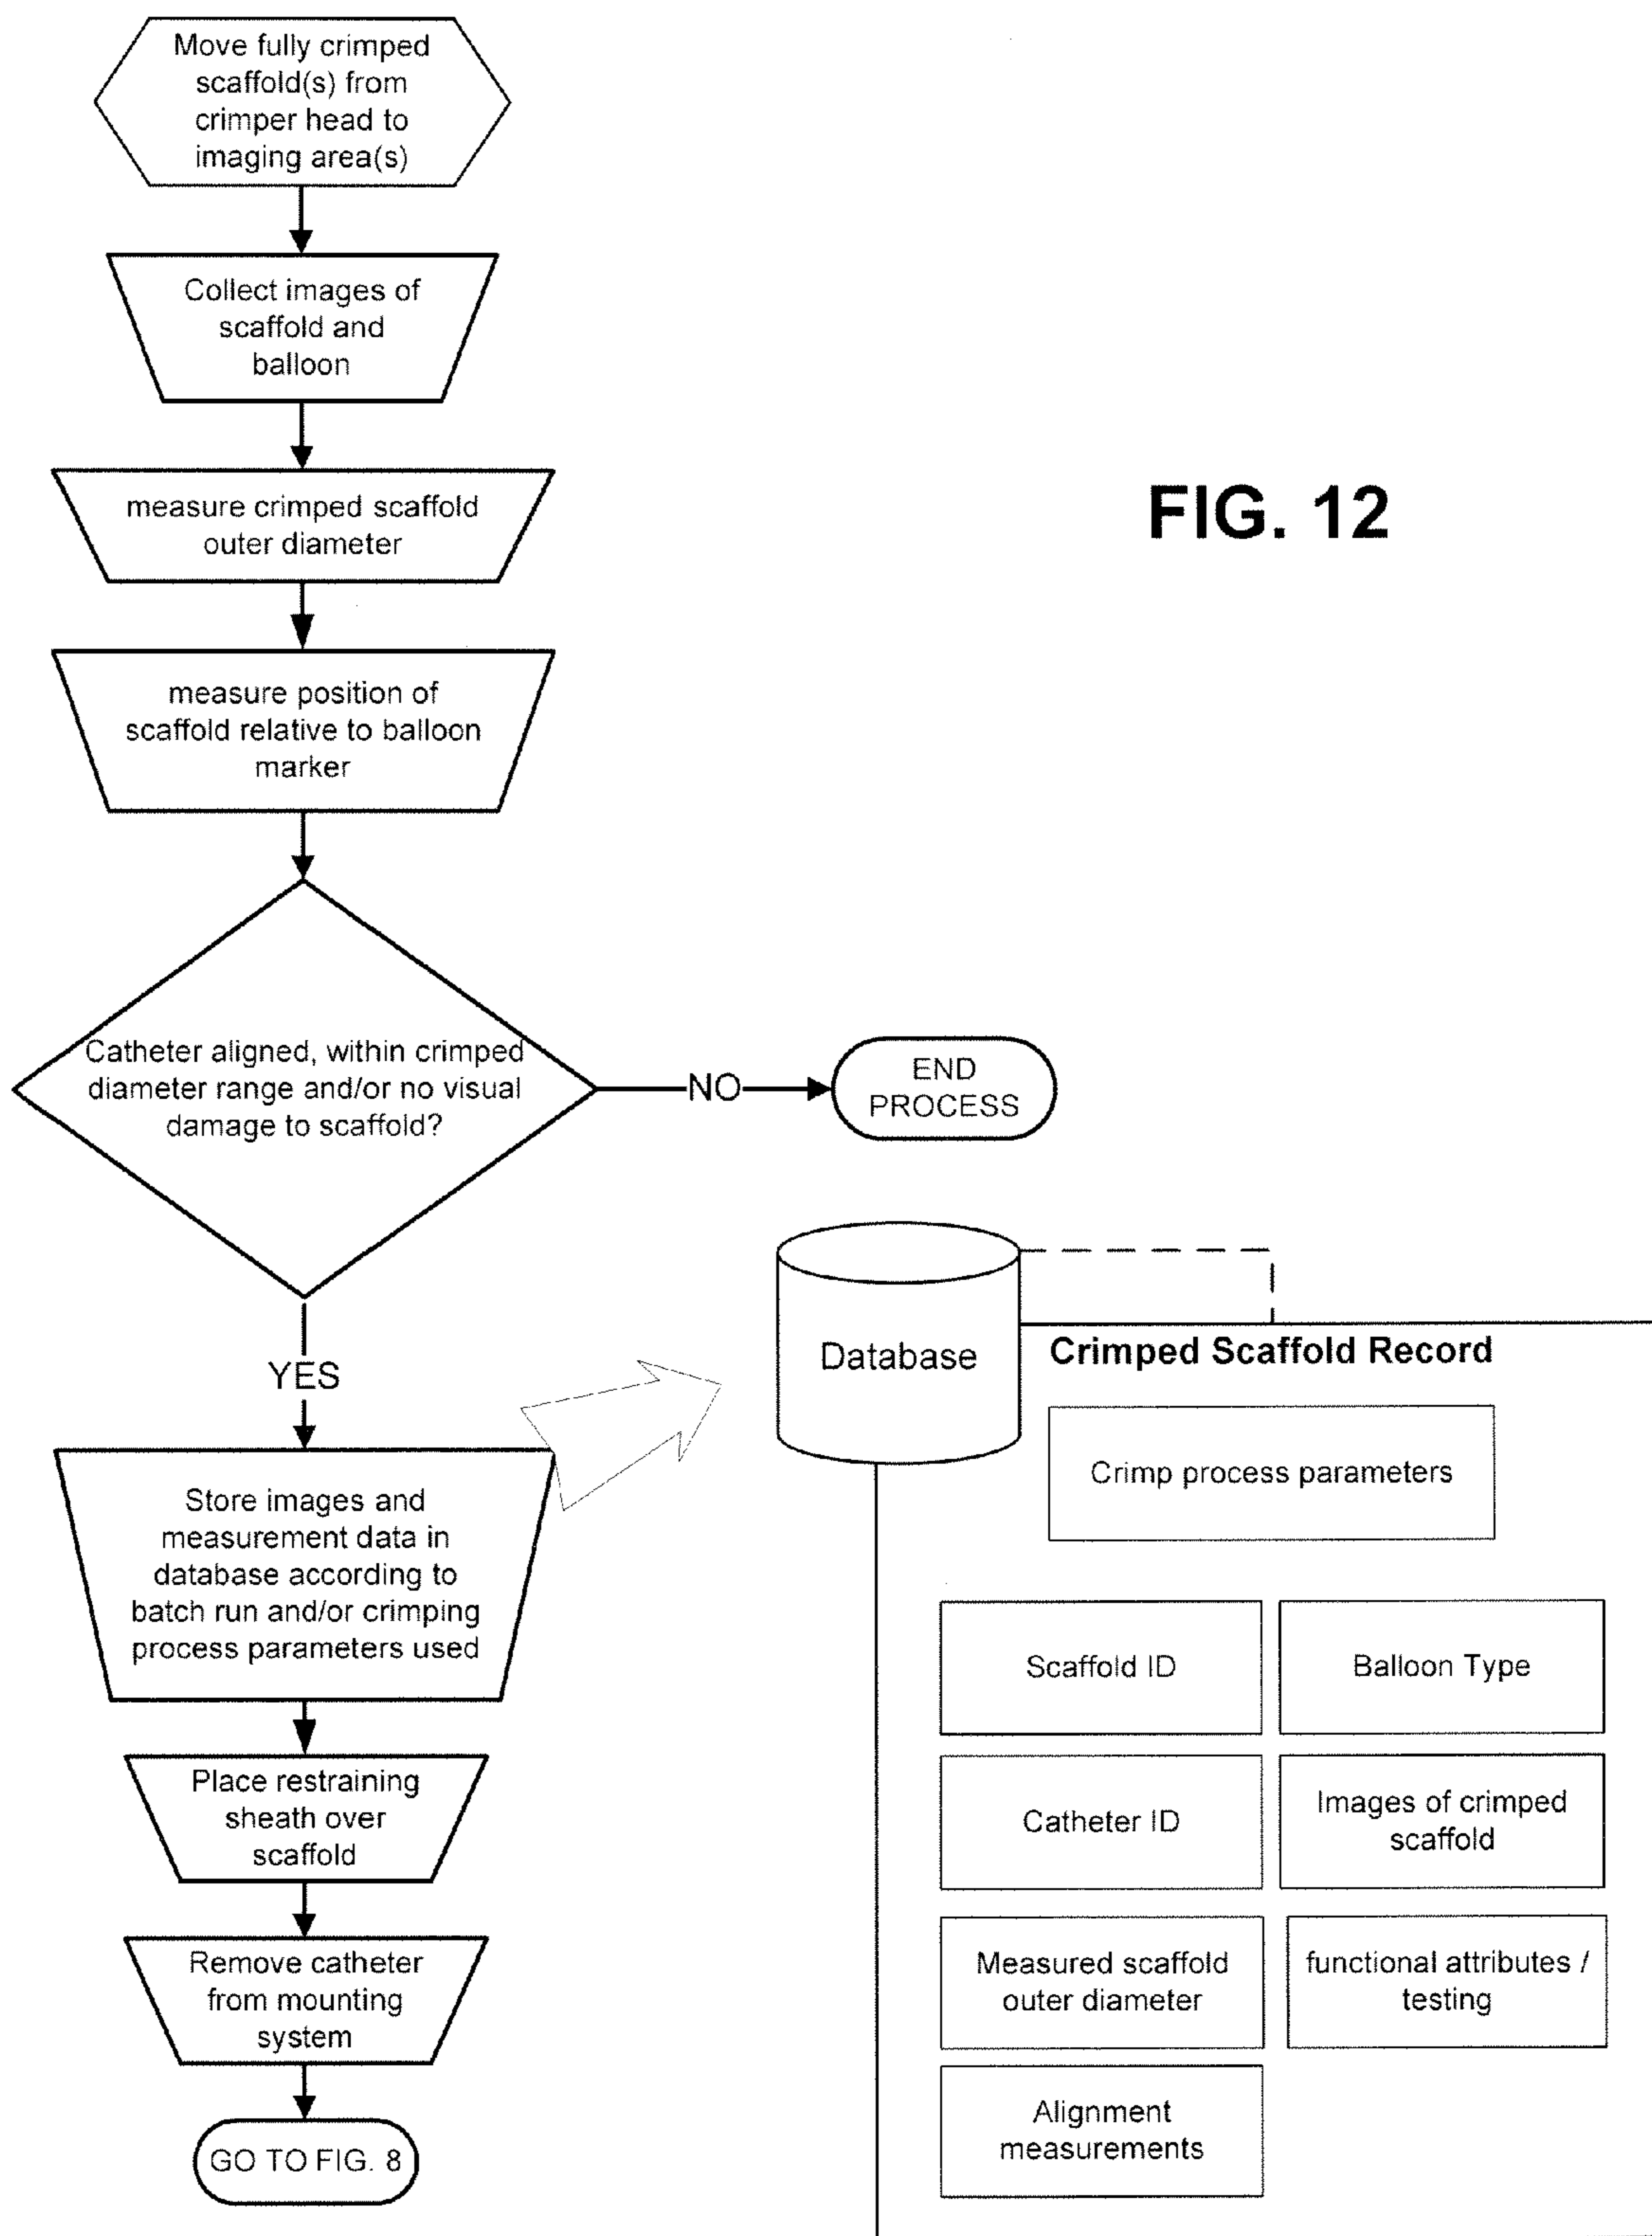 Move fully crimped
scaffold(s) from
crimper head to
imaging area(s)
Collect images of
scaffold and
balloon
measure crimped scaffold
outer diameter
FIG. 12
measure position of
scaffold relative to balloon
marker
Catheter aligned, within crimped
diameter range and/or no visual
damage to scaffold?
NO
END
PROCESS
YES
Store images and
measurement data in
database according to
batch run and/or crimping
process parameters used
Place restraining
sheath over
scaffold
Remove catheter
from mounting
system
GO TO FIG. 8
Database
Crimped Scaffold Record
Crimp process parameters
Scaffold ID
Balloon Type
Catheter ID
Images of crimped
scaffold
Measured scaffold
outer diameter
functional attributes /
testing
Alignment
measurements